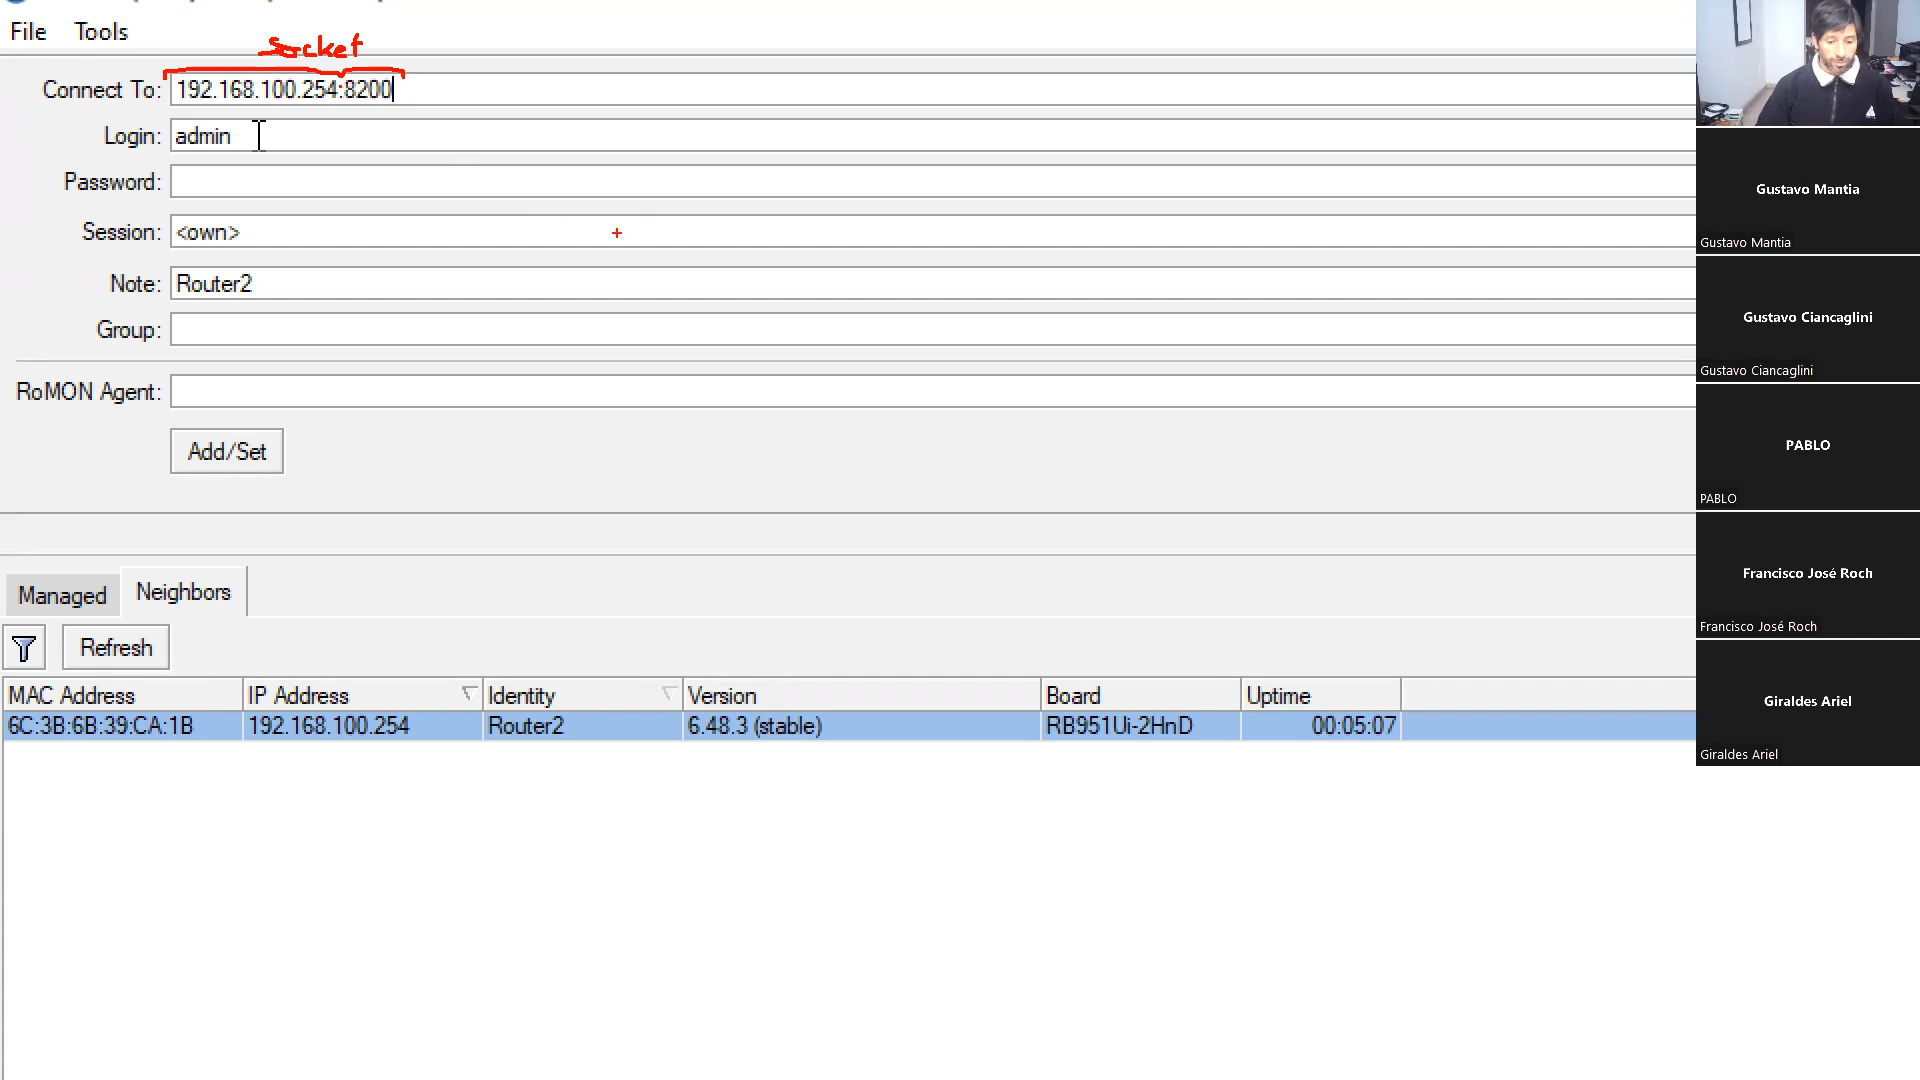 File Tools
socket
Connect To: 192.168.100.254:8200
Login: admin
Password:
Session: <own>
Note: Router2
Group:
RoMON Agent:
Add/Set
Managed Neighbors
Refresh
MAC Address IP Address Identity Version Board Uptime
6C:3B:6B:39:CA:1B 192.168.100.254 Router2 6.48.3 (stable) RB951Ui-2HnD 00:05:07
Gustavo Mantia
Gustavo Mantia
Gustavo Ciancaglini
Gustavo Ciancaglini
PABLO
PABLO
Francisco José Roch
Francisco José Roch
Giraldes Ariel
Giraldes Ariel